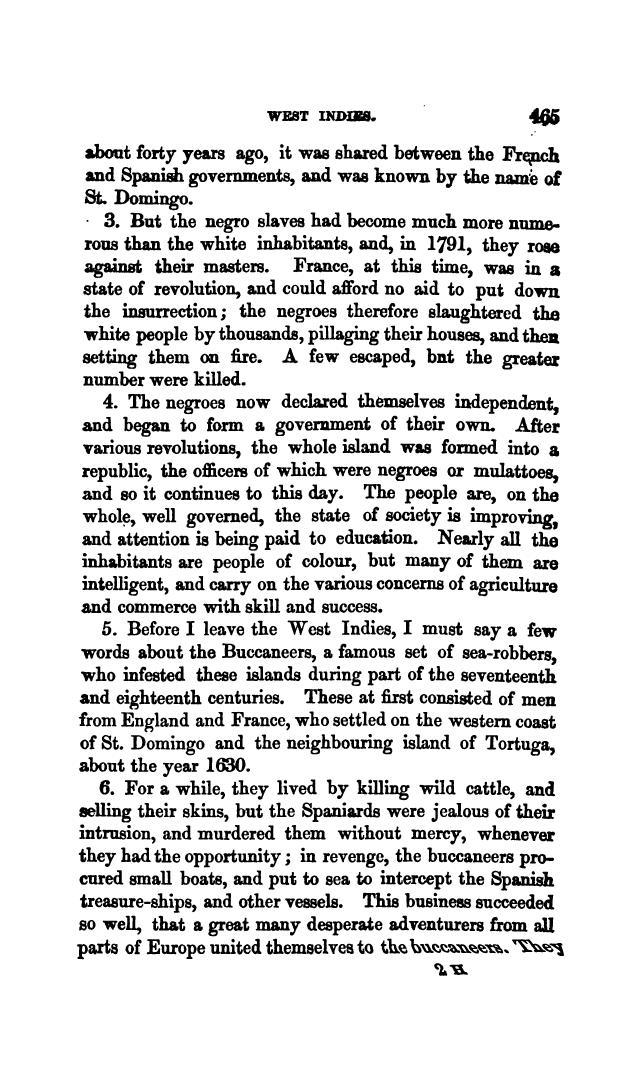 WEST INDIES. 465
about forty years ago, it was shared between the French
and Spanish governments, and was known by the name of
St. Domingo.
3. But the negro slaves had become much more nume-
rous than the white inhabitants, and, in 1791, they rose
against their masters. France, at this time, was in a
state of revolution, and could afford no aid to put down
the insurrection; the negroes therefore slaughtered the
white people by thousands, pillaging their houses, and then
setting them on fire. A few escaped, bnt the greater
number were killed.
4. The negroes now declared themselves independent,
and began to form a government of their own. After
various revolutions, the whole island was formed into a
republic, the officers of which were negroes or mulattoes,
and so it continues to this day. The people are, on the
whole, well governed, the state of society is improving,
and attention is being paid to education. Nearly all the
inhabitants are people of colour, but many of them are
intelligent, and carry on the various concerns of agriculture
and commerce with skill and success.
5. Before I leave the West Indies, I must say a few
words about the Buccaneers, a famous set of sea-robbers,
who infested these islands during part of the seventeenth
and eighteenth centuries. These at first consisted of men
from England and France, who settled on the western coast
of St. Domingo and the neighbouring island of Tortuga,
about the year 1630.
6. For a while, they lived by killing wild cattle, and
selling their skins, but the Spaniards were jealous of their
intrusion, and murdered them without mercy, whenever
they had the opportunity; in revenge, the buccaneers pro-
cured small boats, and put to sea to intercept the Spanish
treasure-ships, and other vessels. This business succeeded
so well, that a great many desperate adventurers from all
parts of Europe united themselves to the buccaneers. They
2 H